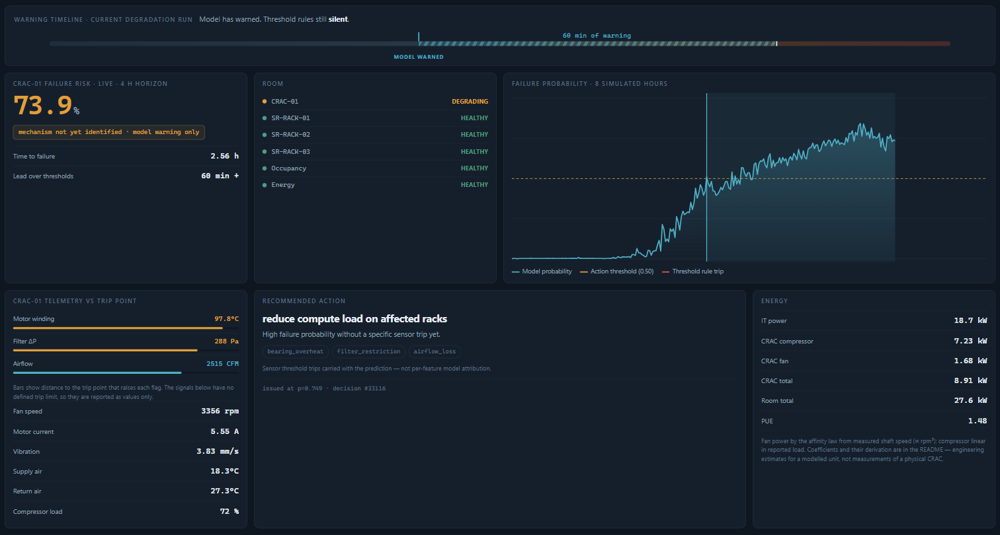 WARNING TIMELINE · CURRENT DEGRADATION RUN Model has warned. Threshold rules still silent.
60 min of warning
MODEL WARNED
CRAC-01 FAILURE RISK · LIVE · 4 H HORIZON
73.9%
mechanism not yet identified · model warning only
Time to failure 2.56 h
Lead over thresholds 60 min +
ROOM
CRAC-01 DEGRADING
SR-RACK-01 HEALTHY
SR-RACK-02 HEALTHY
SR-RACK-03 HEALTHY
Occupancy HEALTHY
Energy HEALTHY
FAILURE PROBABILITY · 8 SIMULATED HOURS
Model probability Action threshold (0.50) Threshold rule trip
CRAC-01 TELEMETRY VS TRIP POINT
Motor winding 97.8°C
Filter ΔP 288 Pa
Airflow 2515 CFM
Bars show distance to the trip point that raises each flag. The signals below have no
defined trip limit, so they are reported as values only.
Fan speed 3356 rpm
Motor current 5.55 A
Vibration 3.83 mm/s
Supply air 18.3°C
Return air 27.3°C
Compressor load 72 %
RECOMMENDED ACTION
reduce compute load on affected racks
High failure probability without a specific sensor trip yet.
bearing_overheat filter_restriction airflow_loss
Sensor threshold trips carried with the prediction — not per-feature model attribution.
issued at p=0.749 · decision #33116
ENERGY
IT power 18.7 kW
CRAC compressor 7.23 kW
CRAC fan 1.68 kW
CRAC total 8.91 kW
Room total 27.6 kW
PUE 1.48
Fan power by the affinity law from measured shaft speed (∝ rpm³); compressor linear
in reported load. Coefficients and their derivation are in the README — engineering
estimates for a modelled unit, not measurements of a physical CRAC.